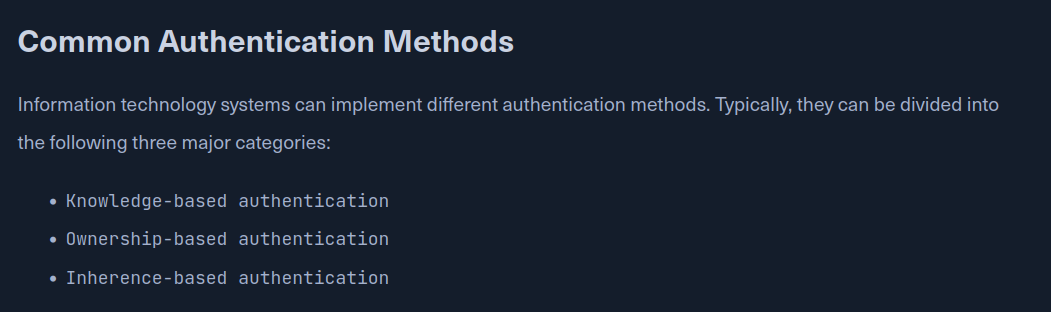 Common Authentication Methods
Information technology systems can implement different authentication methods. Typically, they can be divided into
the following three major categories:
• Knowledge-based authentication
• Ownership-based authentication
• Inherence-based authentication